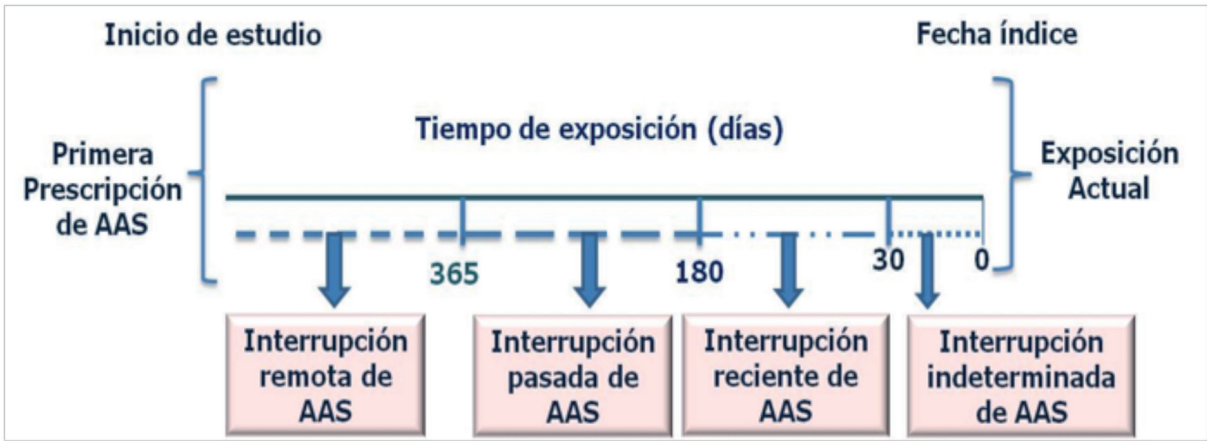 Inicio de estudio
Fecha índice
Tiempo de exposición (días)
Primera
Prescripción
de AAS
Exposición
Actual
365
180
30
0
Interrupción
remota de
AAS
Interrupción
pasada de
AAS
Interrupción
reciente de
AAS
Interrupción
indeterminada
de AAS